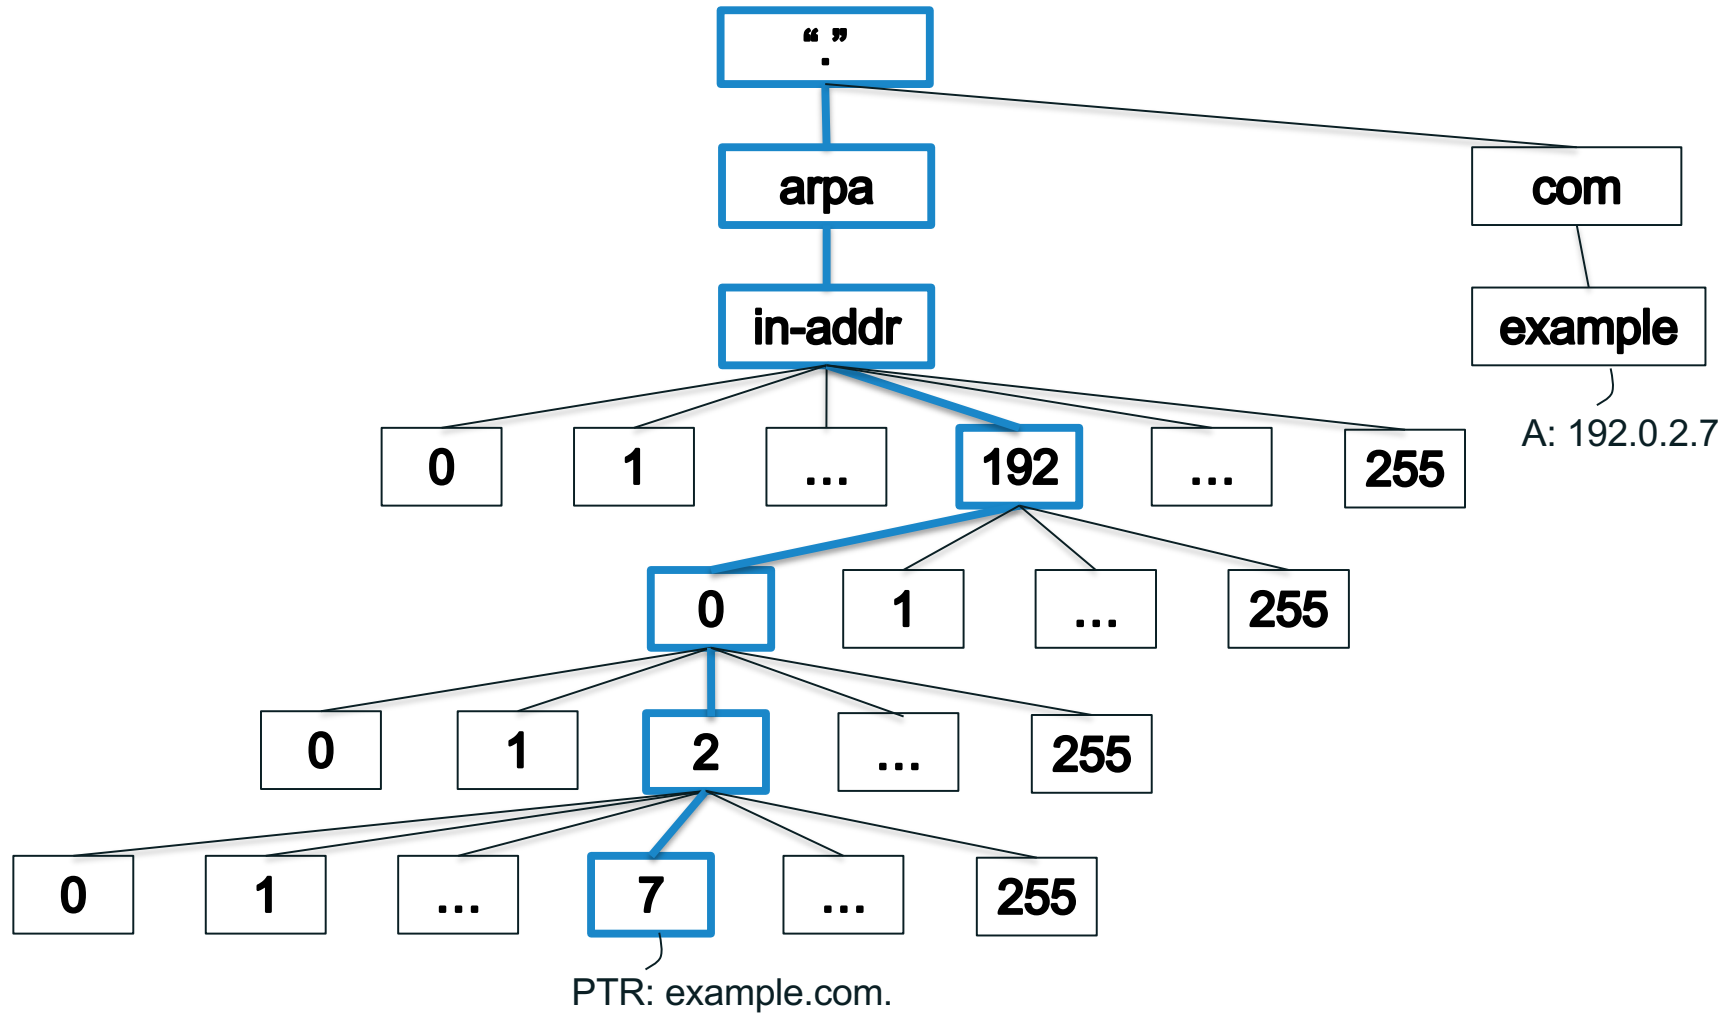 “.”
arpa
com
in-addr
example
A: 192.0.2.7
0 1 ... 192 ... 255
0 1 ... 255
0 1 2 ... 255
0 1 ... 7 ... 255
PTR: example.com.